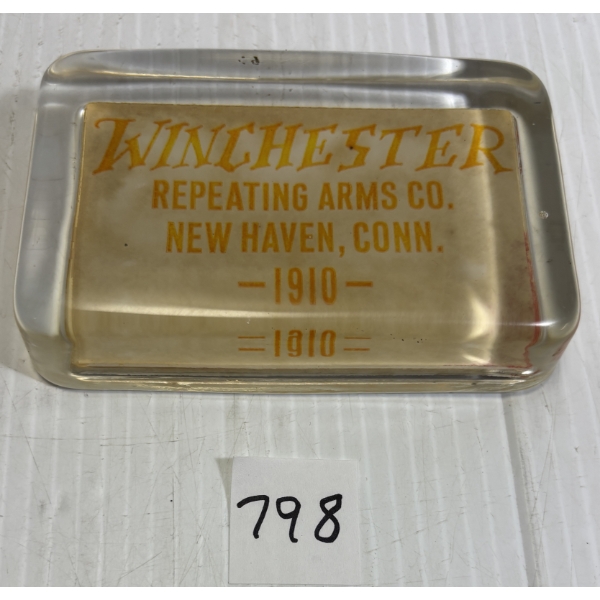 WINCHESTER
REPEATING ARMS CO.
NEW HAVEN, CONN.
—1910—
=1910=
798